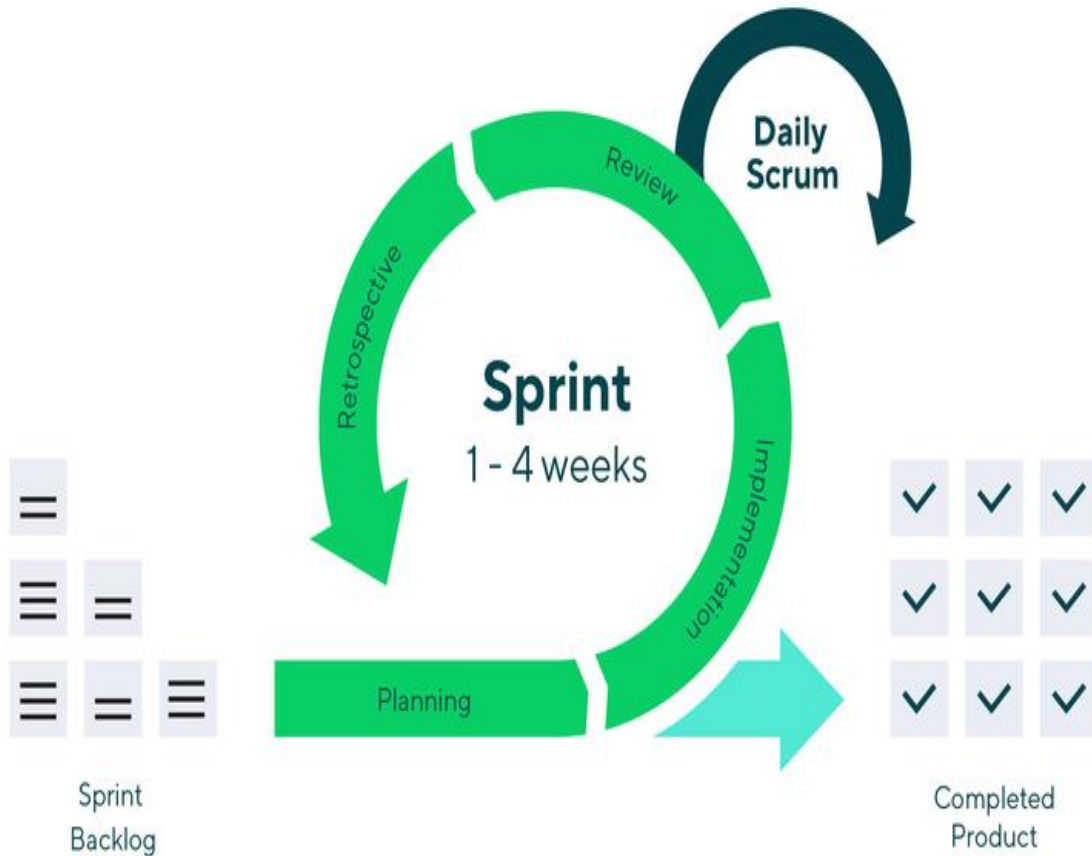 Daily
Scrum
Review
Retrospective
Sprint
1 - 4 weeks
Implementation
Planning
Sprint
Backlog
Completed
Product